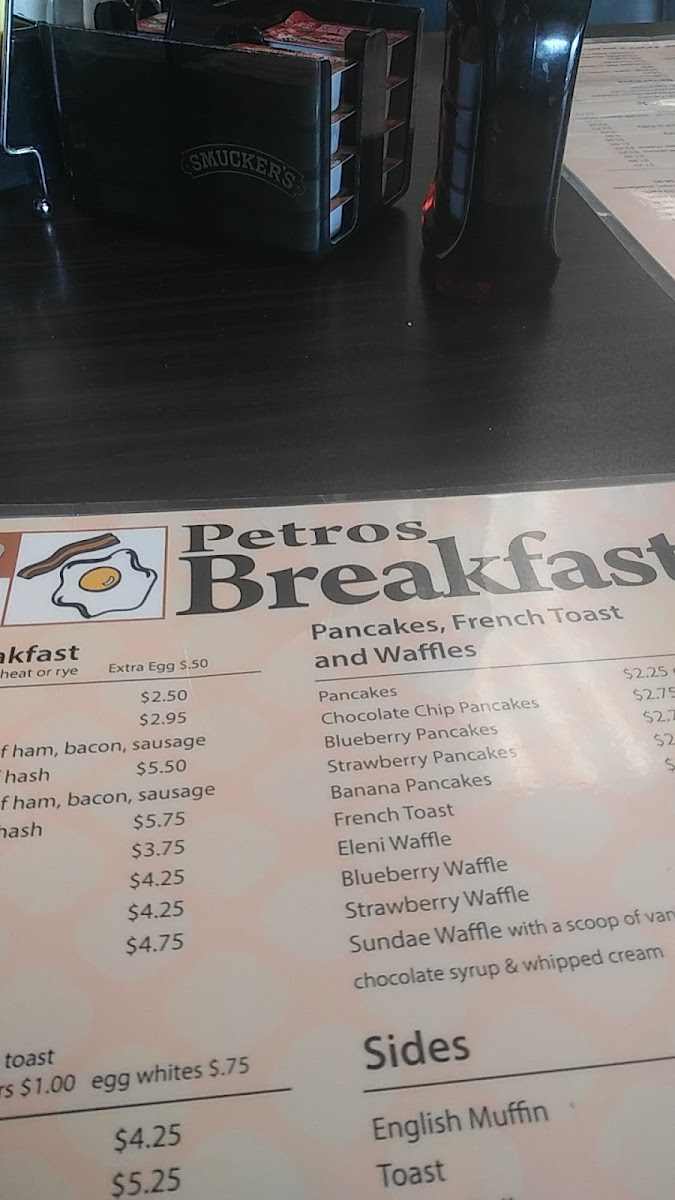 SMUCKER'S
Petros
Breakfast
akfast
heat or rye Extra Egg $.50
$2.50
$2.95
f ham, bacon, sausage
hash $5.50
f ham, bacon, sausage
hash $5.75
$3.75
$4.25
$4.25
$4.75
toast
rs $1.00 egg whites $.75
$4.25
$5.25
Pancakes, French Toast
and Waffles
Pancakes $2.25
Chocolate Chip Pancakes $2.75
Blueberry Pancakes $2.7
Strawberry Pancakes $2
Banana Pancakes $
French Toast
Eleni Waffle
Blueberry Waffle
Strawberry Waffle
Sundae Waffle with a scoop of van
chocolate syrup & whipped cream
Sides
English Muffin
Toast